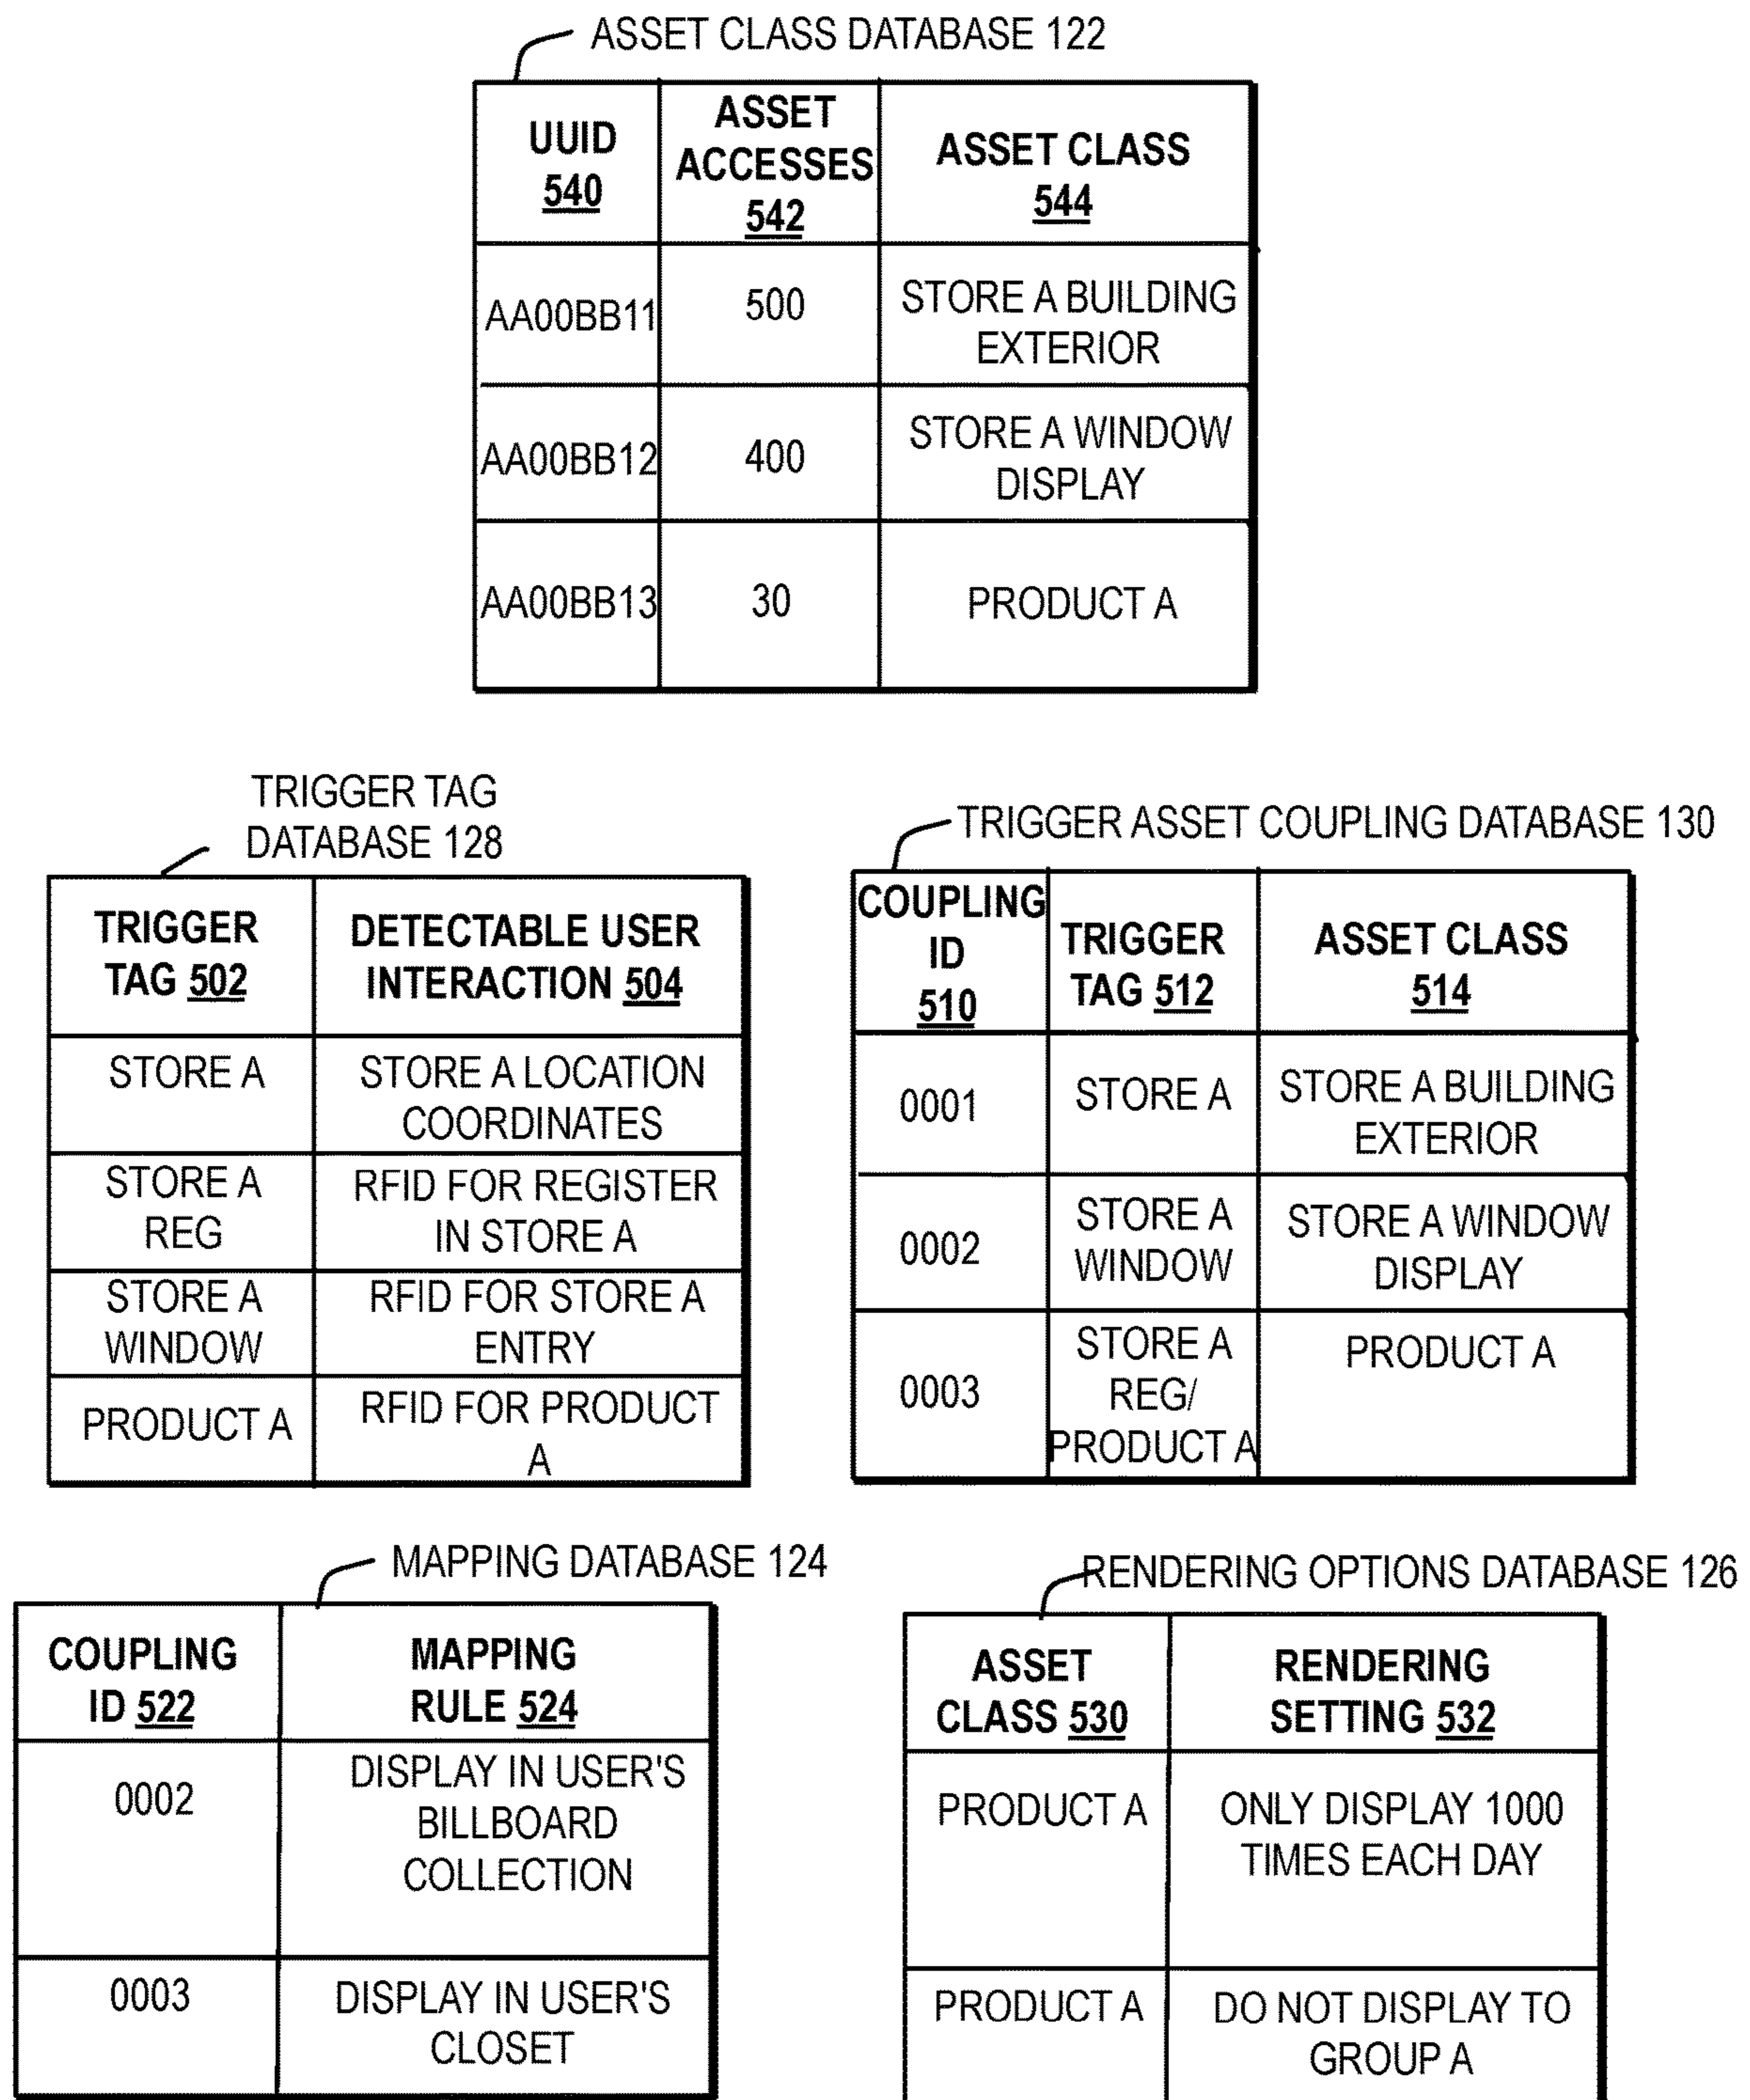 ASSET CLASS DATABASE 122
UUID
540
ASSET
ACCESSES
542
ASSET CLASS
544
AA00BB11
500
STORE A BUILDING
EXTERIOR
AA00BB12
400
STORE A WINDOW
DISPLAY
AA00BB13
30
PRODUCT A
TRIGGER TAG
DATABASE 128
TRIGGER
TAG 502
DETECTABLE USER
INTERACTION 504
STORE A
STORE A LOCATION
COORDINATES
STORE A
REG
RFID FOR REGISTER
IN STORE A
STORE A
WINDOW
RFID FOR STORE A
ENTRY
PRODUCT A
RFID FOR PRODUCT
A
TRIGGER ASSET COUPLING DATABASE 130
COUPLING
ID
510
TRIGGER
TAG 512
ASSET CLASS
514
0001
STORE A
STORE A BUILDING
EXTERIOR
0002
STORE A
WINDOW
STORE A WINDOW
DISPLAY
0003
STORE A
REG/
PRODUCT A
PRODUCT A
MAPPING DATABASE 124
COUPLING
ID 522
MAPPING
RULE 524
0002
DISPLAY IN USER'S
BILLBOARD
COLLECTION
0003
DISPLAY IN USER'S
CLOSET
RENDERING OPTIONS DATABASE 126
ASSET
CLASS 530
RENDERING
SETTING 532
PRODUCT A
ONLY DISPLAY 1000
TIMES EACH DAY
PRODUCT A
DO NOT DISPLAY TO
GROUP A